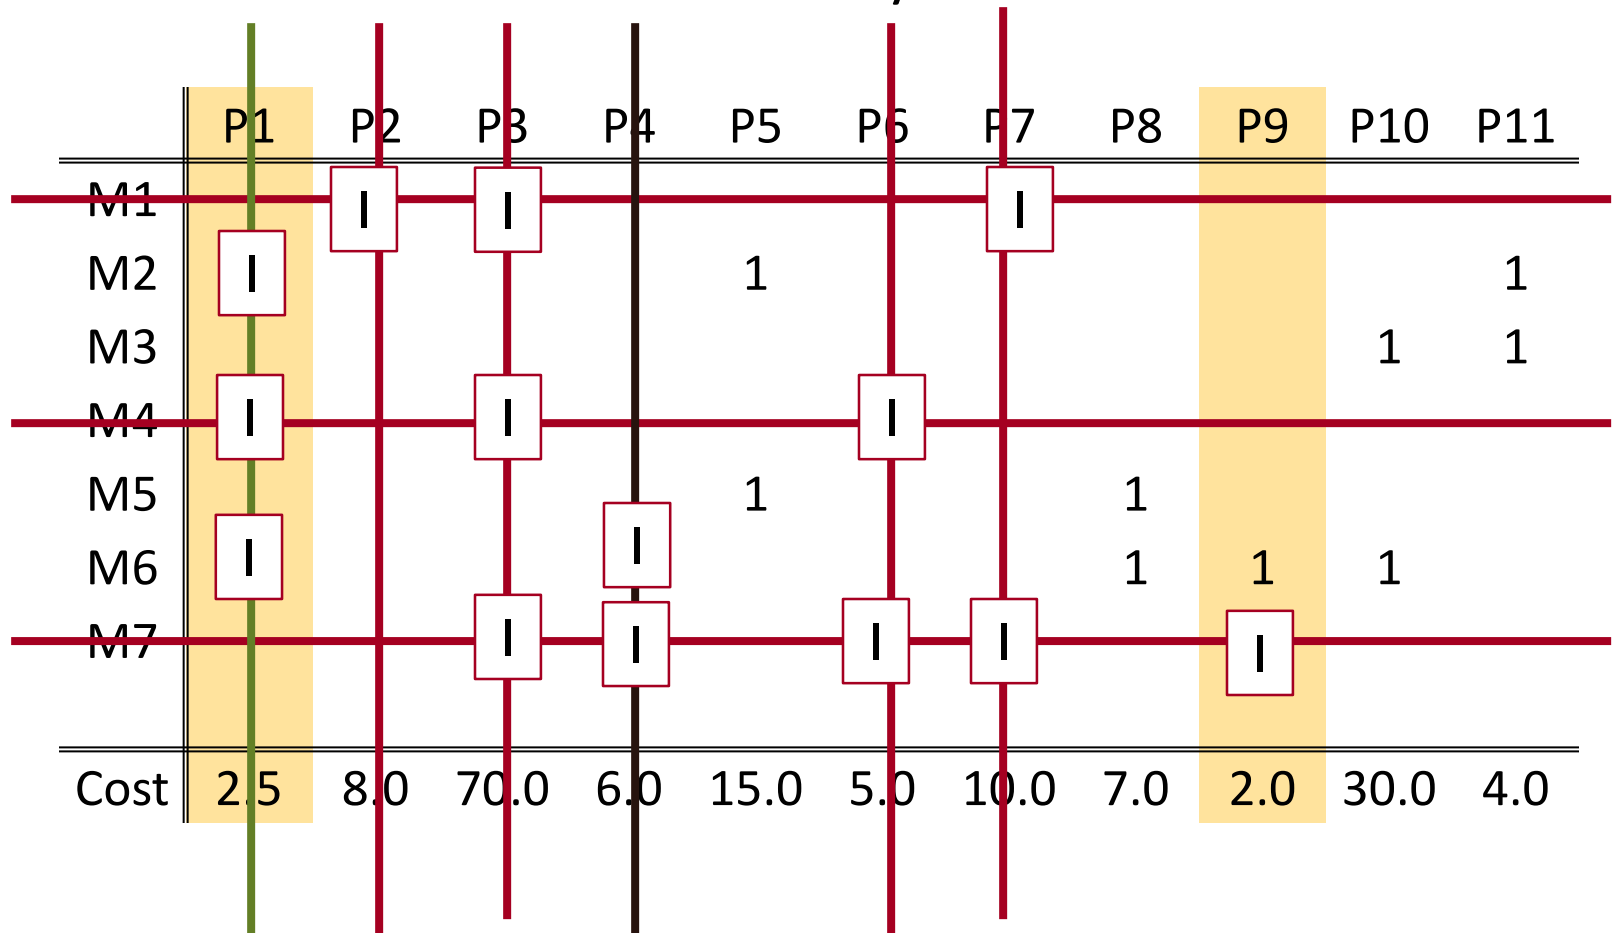 P1 P2 P3 P4 P5 P6 P7 P8 P9 P10 P11
M1 I I I
M2 I 1 1
M3 1 1
M4 I I I
M5 1 1
M6 I I 1 1 1
M7 I I I I I
Cost 2.5 8.0 70.0 6.0 15.0 5.0 10.0 7.0 2.0 30.0 4.0